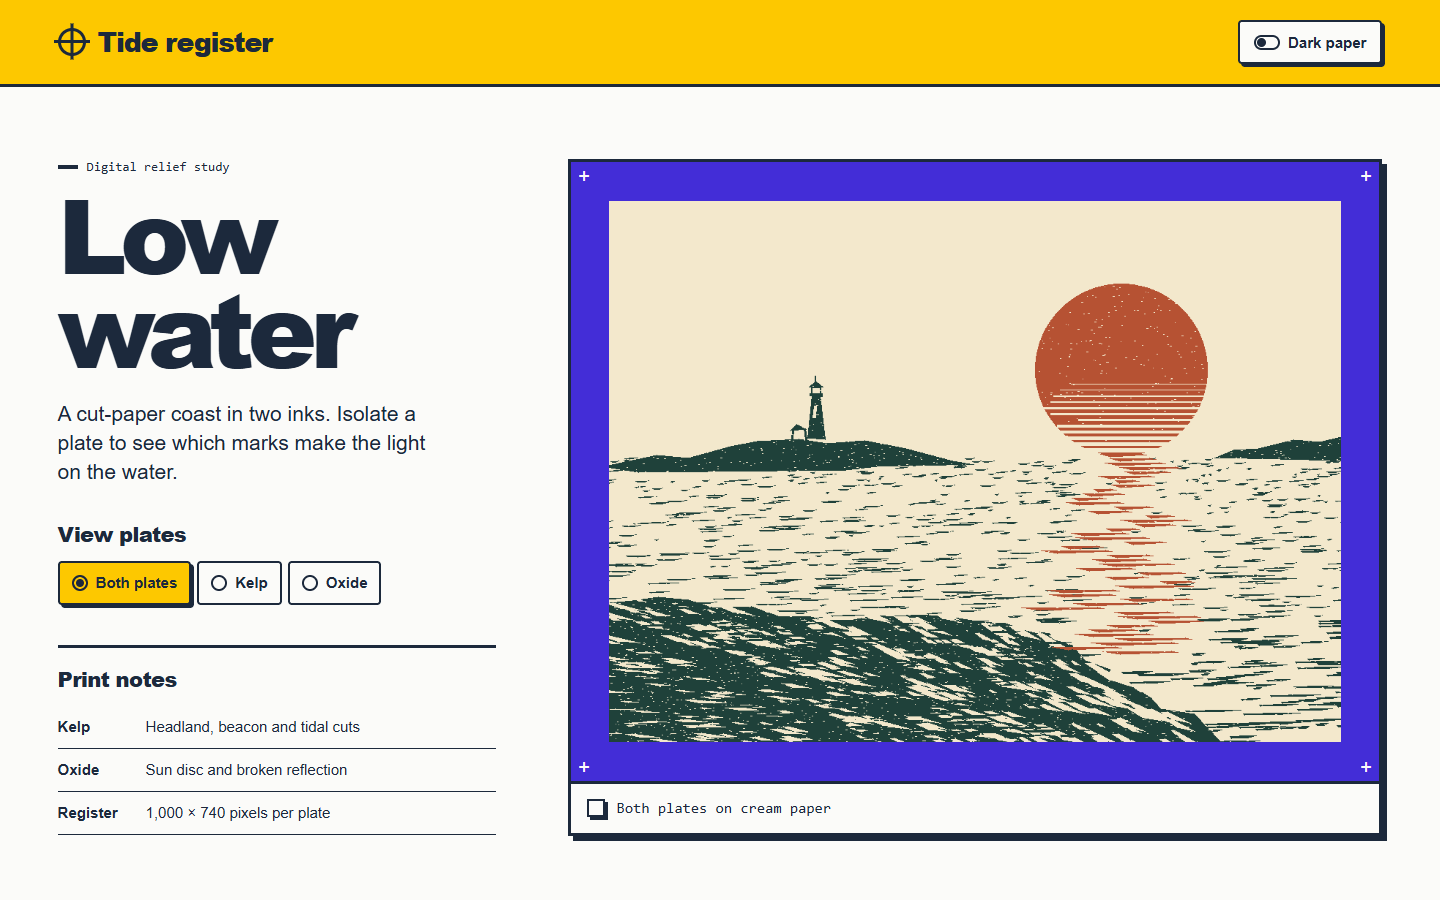 Tide register
Dark paper
Digital relief study
Low
water
A cut-paper coast in two inks. Isolate a
plate to see which marks make the light
on the water.
View plates
Both plates
Kelp
Oxide
Print notes
Kelp Headland, beacon and tidal cuts
Oxide Sun disc and broken reflection
Register 1,000 × 740 pixels per plate
Both plates on cream paper